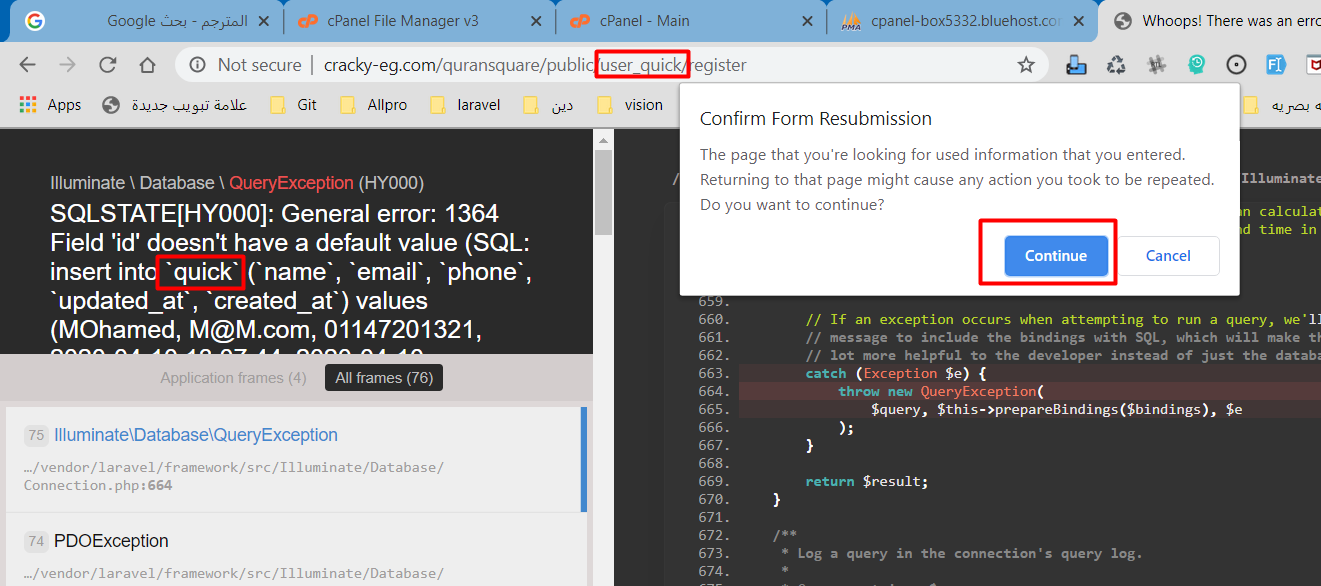 المترجم - بحث Google
cPanel File Manager v3
cPanel - Main
cpanel-box5332.bluehost.co
Whoops! There was an erro
Not secure | cracky-eg.com/quransquare/public/user_quick/register
Apps
علامة تبويب جديدة
Git
Allpro
laravel
دين
vision
ه بصريه
Confirm Form Resubmission
The page that you're looking for used information that you entered.
Returning to that page might cause any action you took to be repeated.
Do you want to continue?
Continue
Cancel
Illuminate \ Database \ QueryException (HY000)
SQLSTATE[HY000]: General error: 1364
Field 'id' doesn't have a default value (SQL:
insert into `quick` (`name`, `email`, `phone`,
`updated_at`, `created_at`) values
(MOhamed, M@M.com, 01147201321,
Application frames (4)
All frames (76)
75 Illuminate\Database\QueryException
…/vendor/laravel/framework/src/Illuminate/Database/
Connection.php:664
74 PDOException
…/vendor/laravel/framework/src/Illuminate/Database/
Illuminate
an calculat
nd time in
659.
660. // If an exception occurs when attempting to run a query, we'll
661. // message to include the bindings with SQL, which will make th
662. // lot more helpful to the developer instead of just the databa
663. catch (Exception $e) {
664. throw new QueryException(
665. $query, $this->prepareBindings($bindings), $e
666. );
667. }
668.
669. return $result;
670. }
671.
672. /**
673. * Log a query in the connection's query log.
674. *